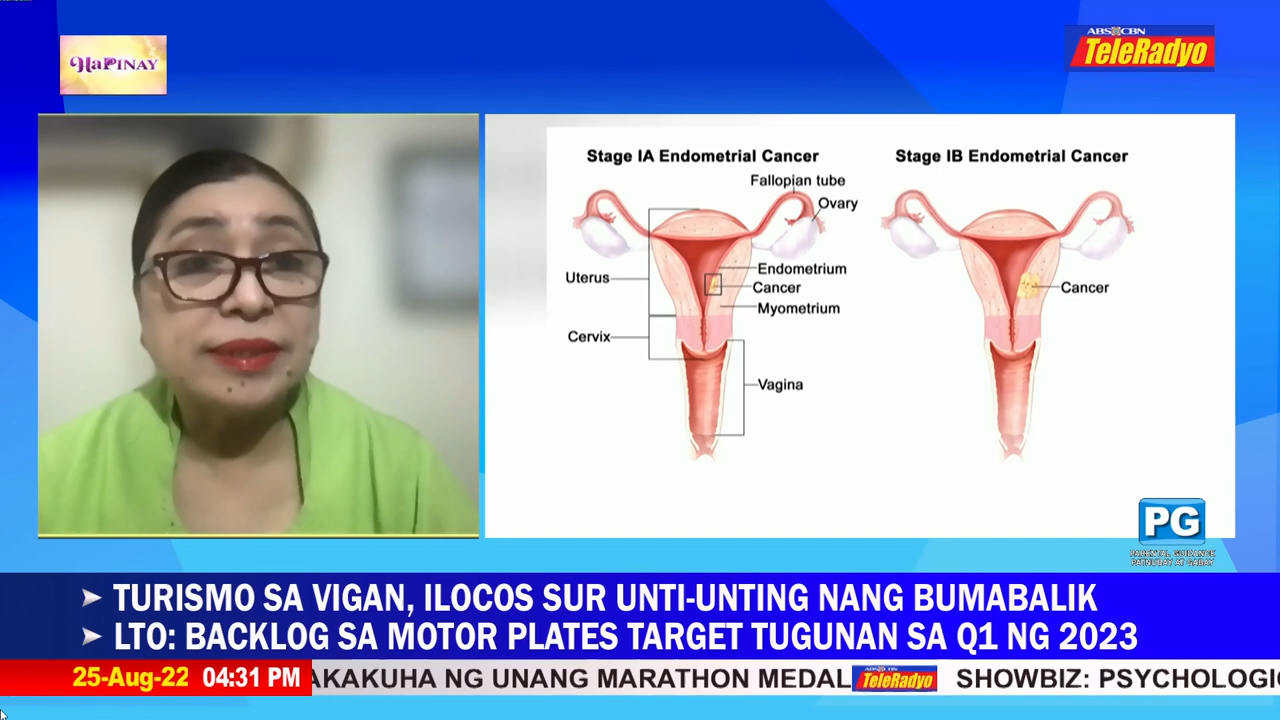 HaPINAY
ABS-CBN
TeleRadyo
Stage IA Endometrial Cancer
Stage IB Endometrial Cancer
Fallopian tube
Ovary
Uterus
Endometrium
Cancer
Myometrium
Cancer
Cervix
Vagina
PG
PARENTAL GUIDANCE
PATNUBAY AT GABAY
➤ TURISMO SA VIGAN, ILOCOS SUR UNTI-UNTING NANG BUMABALIK
➤ LTO: BACKLOG SA MOTOR PLATES TARGET TUGUNAN SA Q1 NG 2023
25-Aug-22 04:31 PM AKAKUHA NG UNANG MARATHON MEDAL ABS-CBN TeleRadyo SHOWBIZ: PSYCHOLOGIC